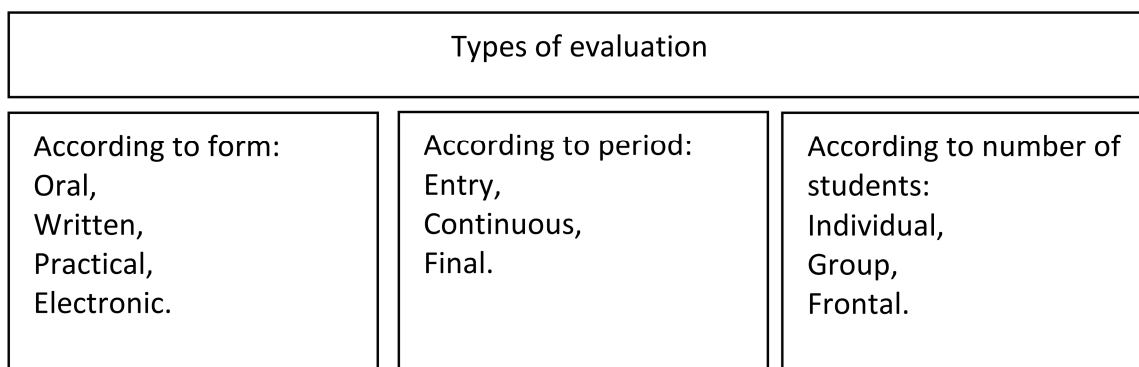 Types of evaluation
According to form:
Oral,
Written,
Practical,
Electronic.
According to period:
Entry,
Continuous,
Final.
According to number of
students:
Individual,
Group,
Frontal.